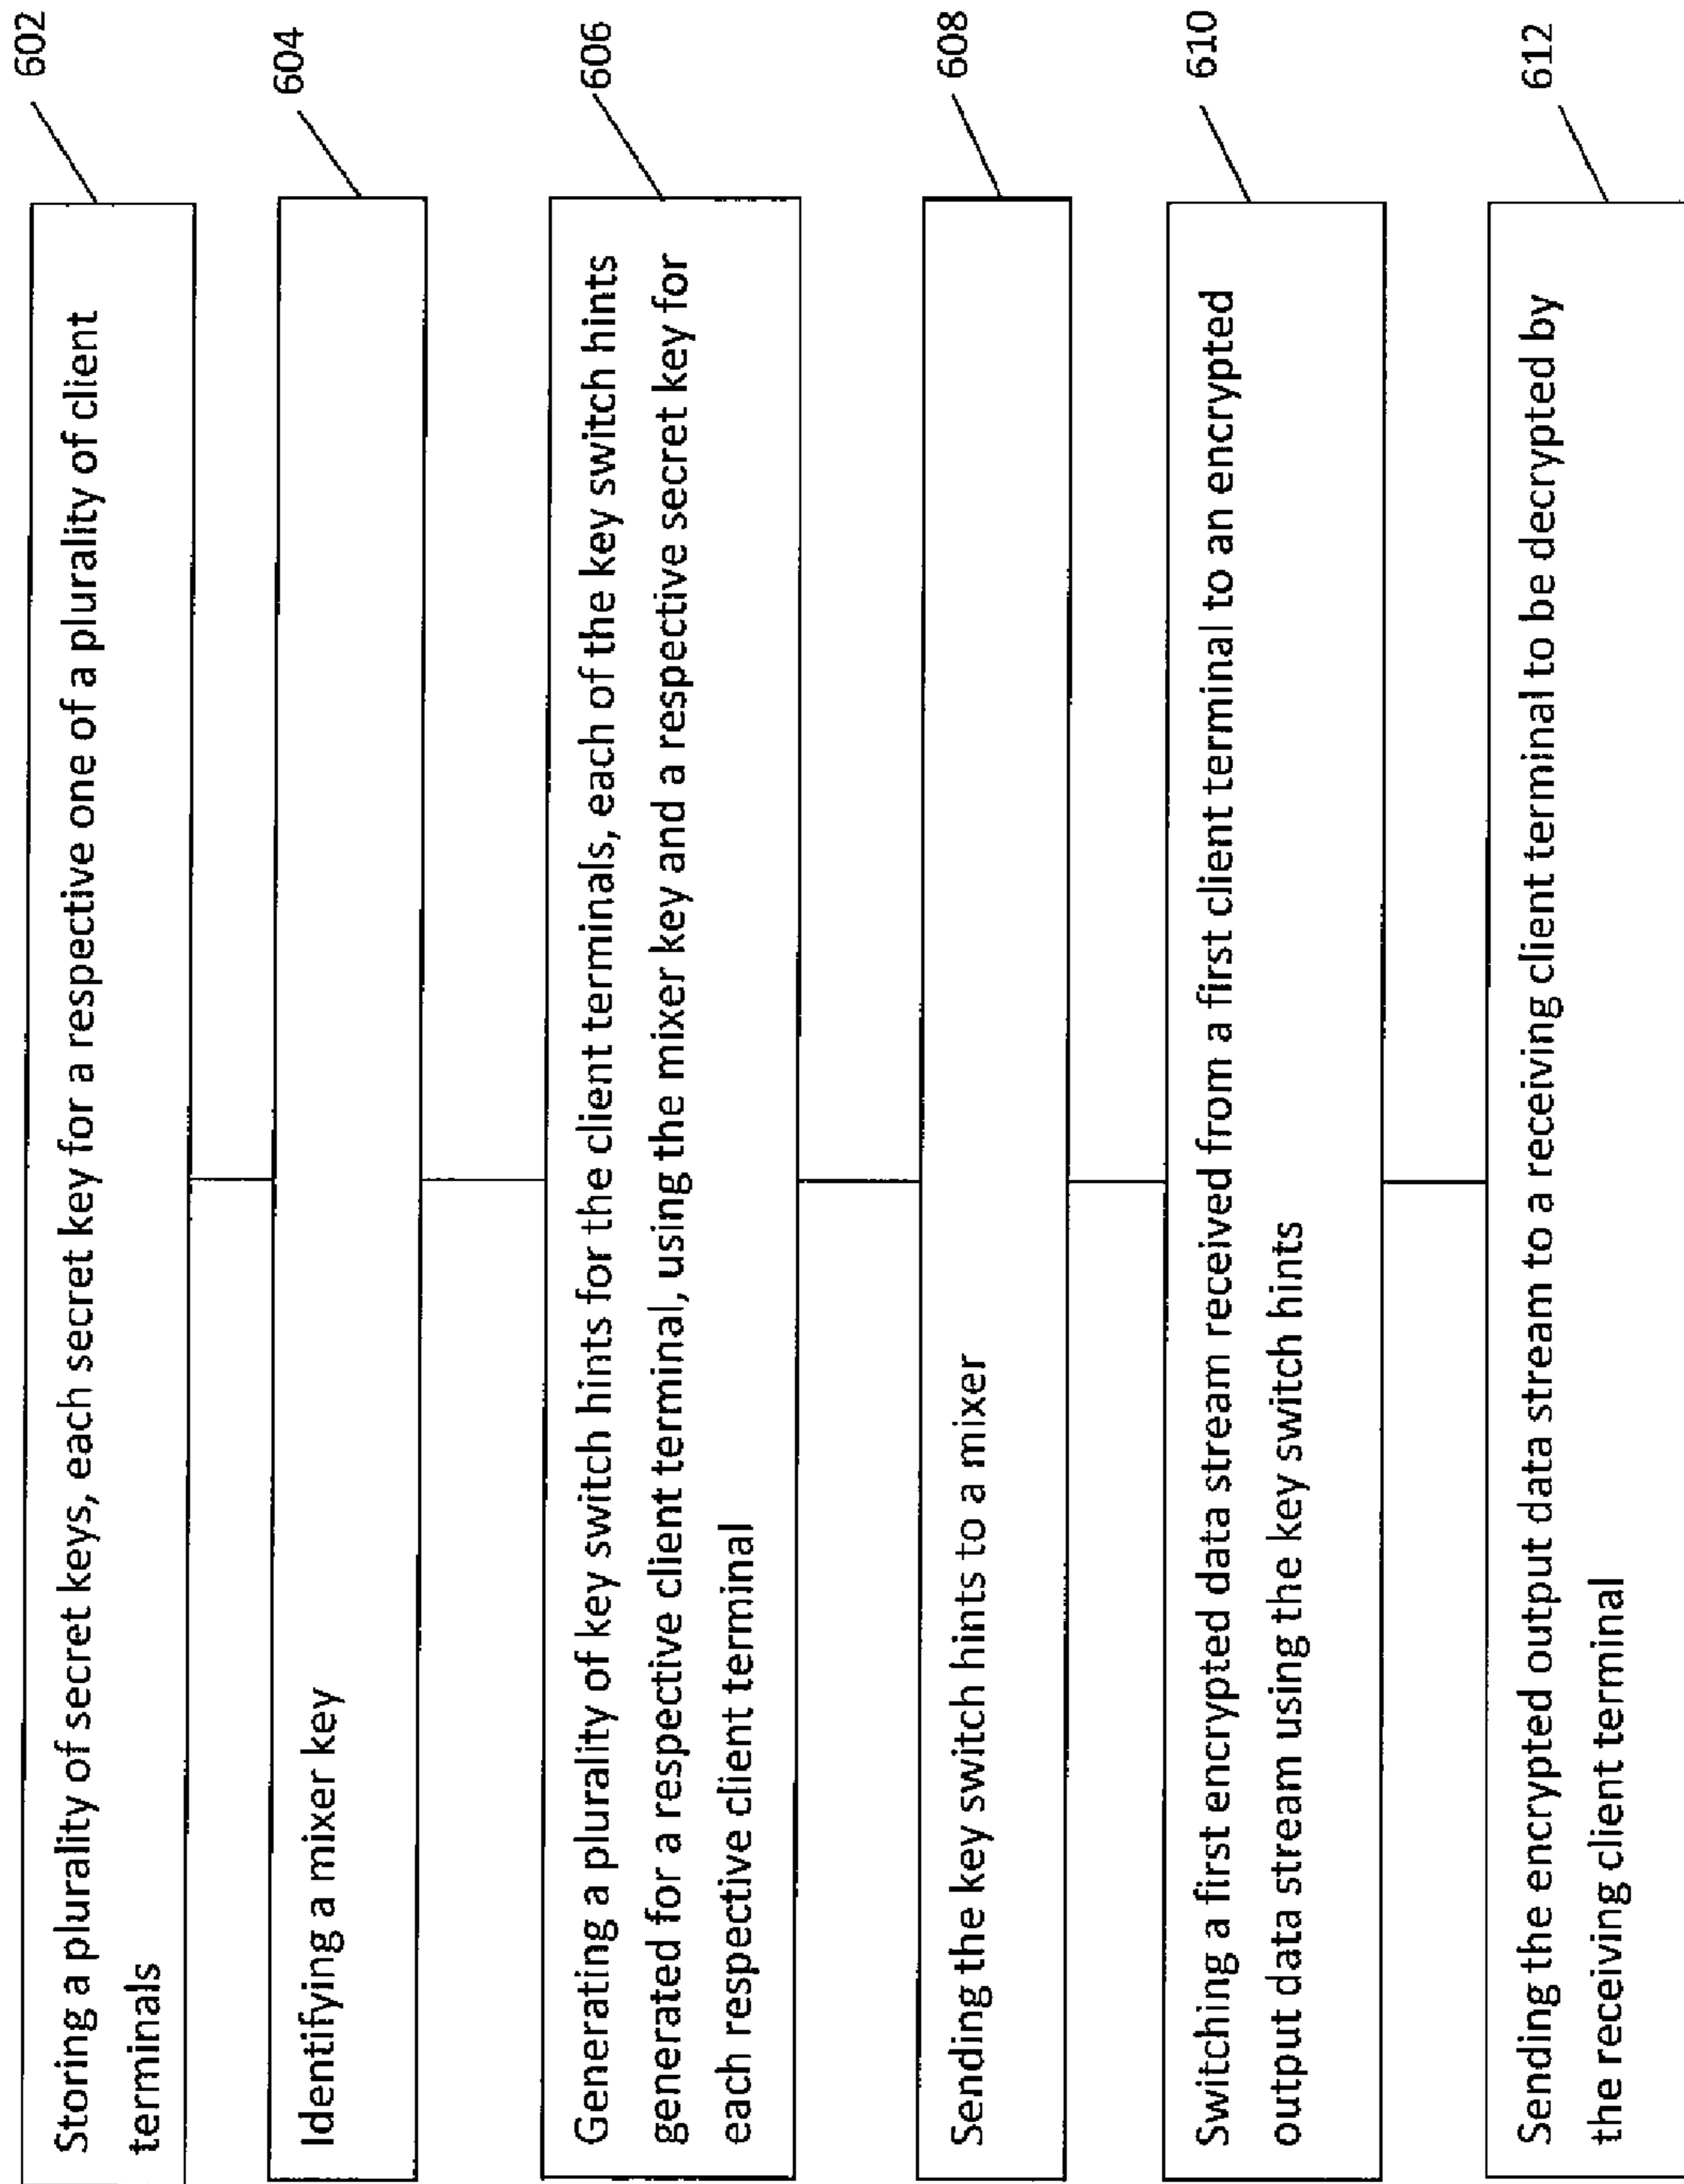 602
Storing a plurality of secret keys, each secret key for a respective one of a plurality of client
terminals
604
Identifying a mixer key
606
Generating a plurality of key switch hints for the client terminals, each of the key switch hints
generated for a respective client terminal, using the mixer key and a respective secret key for
each respective client terminal
608
Sending the key switch hints to a mixer
610
Switching a first encrypted data stream received from a first client terminal to an encrypted
output data stream using the key switch hints
612
Sending the encrypted output data stream to a receiving client terminal to be decrypted by
the receiving client terminal